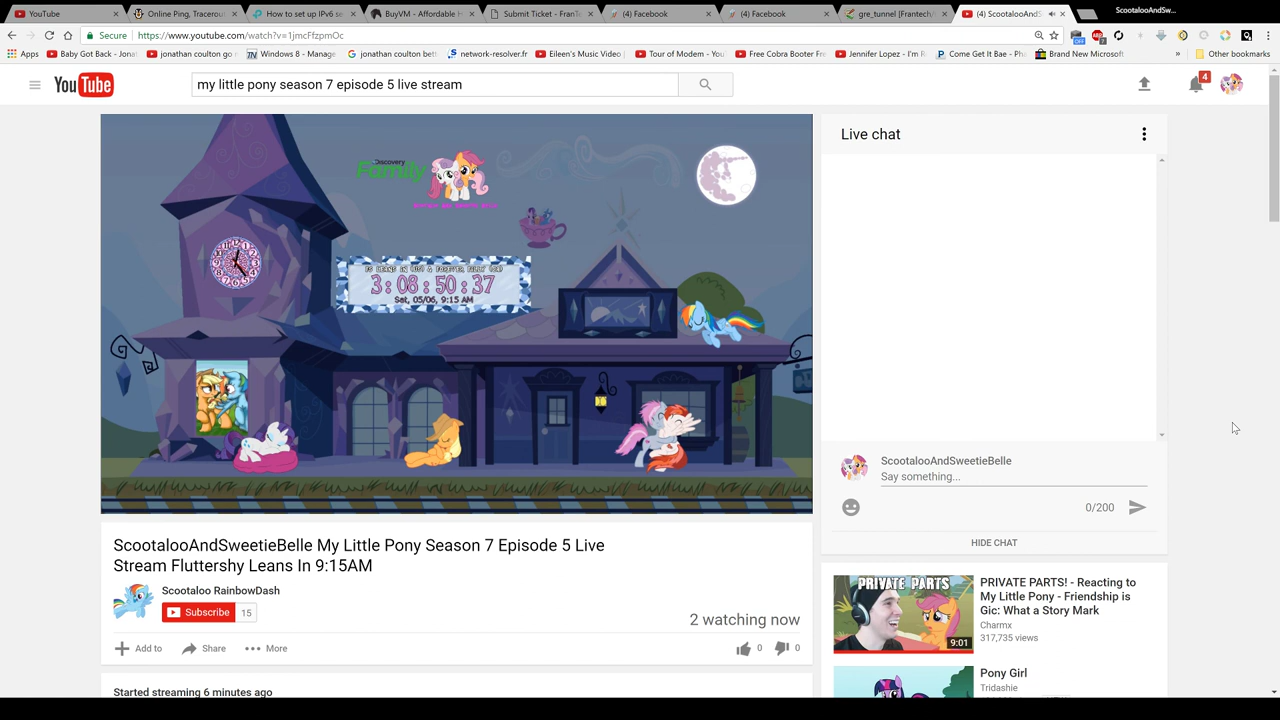 YouTube
Online Ping, Tracerou
How to set up IPv6 se
BuyVM - Affordable H
Submit Ticket - FranTe
(4) Facebook
(4) Facebook
gre_tunnel [Frantech/
(4) ScootalooAndS
ScootalooAndSw...
Secure
https://www.youtube.com/watch?v=1jmcFfzpmOc
Apps
Baby Got Back - Jonat
jonathan coulton go
Windows 8 - Manage
jonathan coulton bett
network-resolver.fr
Eileen's Music Video
Tour of Modem - You
Free Cobra Booter Fre
Jennifer Lopez - I'm R
Come Get It Bae - Pha
Brand New Microsoft
»
Other bookmarks
YouTube
my little pony season 7 episode 5 live stream
4
Discovery
Family
3:08:50:37
Sat, 05/06, 9:15 AM
Live chat
ScootalooAndSweetieBelle
Say something...
0/200
HIDE CHAT
ScootalooAndSweetieBelle My Little Pony Season 7 Episode 5 Live
Stream Fluttershy Leans In 9:15AM
Scootaloo RainbowDash
Subscribe
15
2 watching now
Add to
Share
More
0
0
Started streaming 6 minutes ago
PRIVATE PARTS!
9:01
PRIVATE PARTS! - Reacting to
My Little Pony - Friendship is
Gic: What a Story Mark
Charmx
317,735 views
Pony Girl
Tridashie